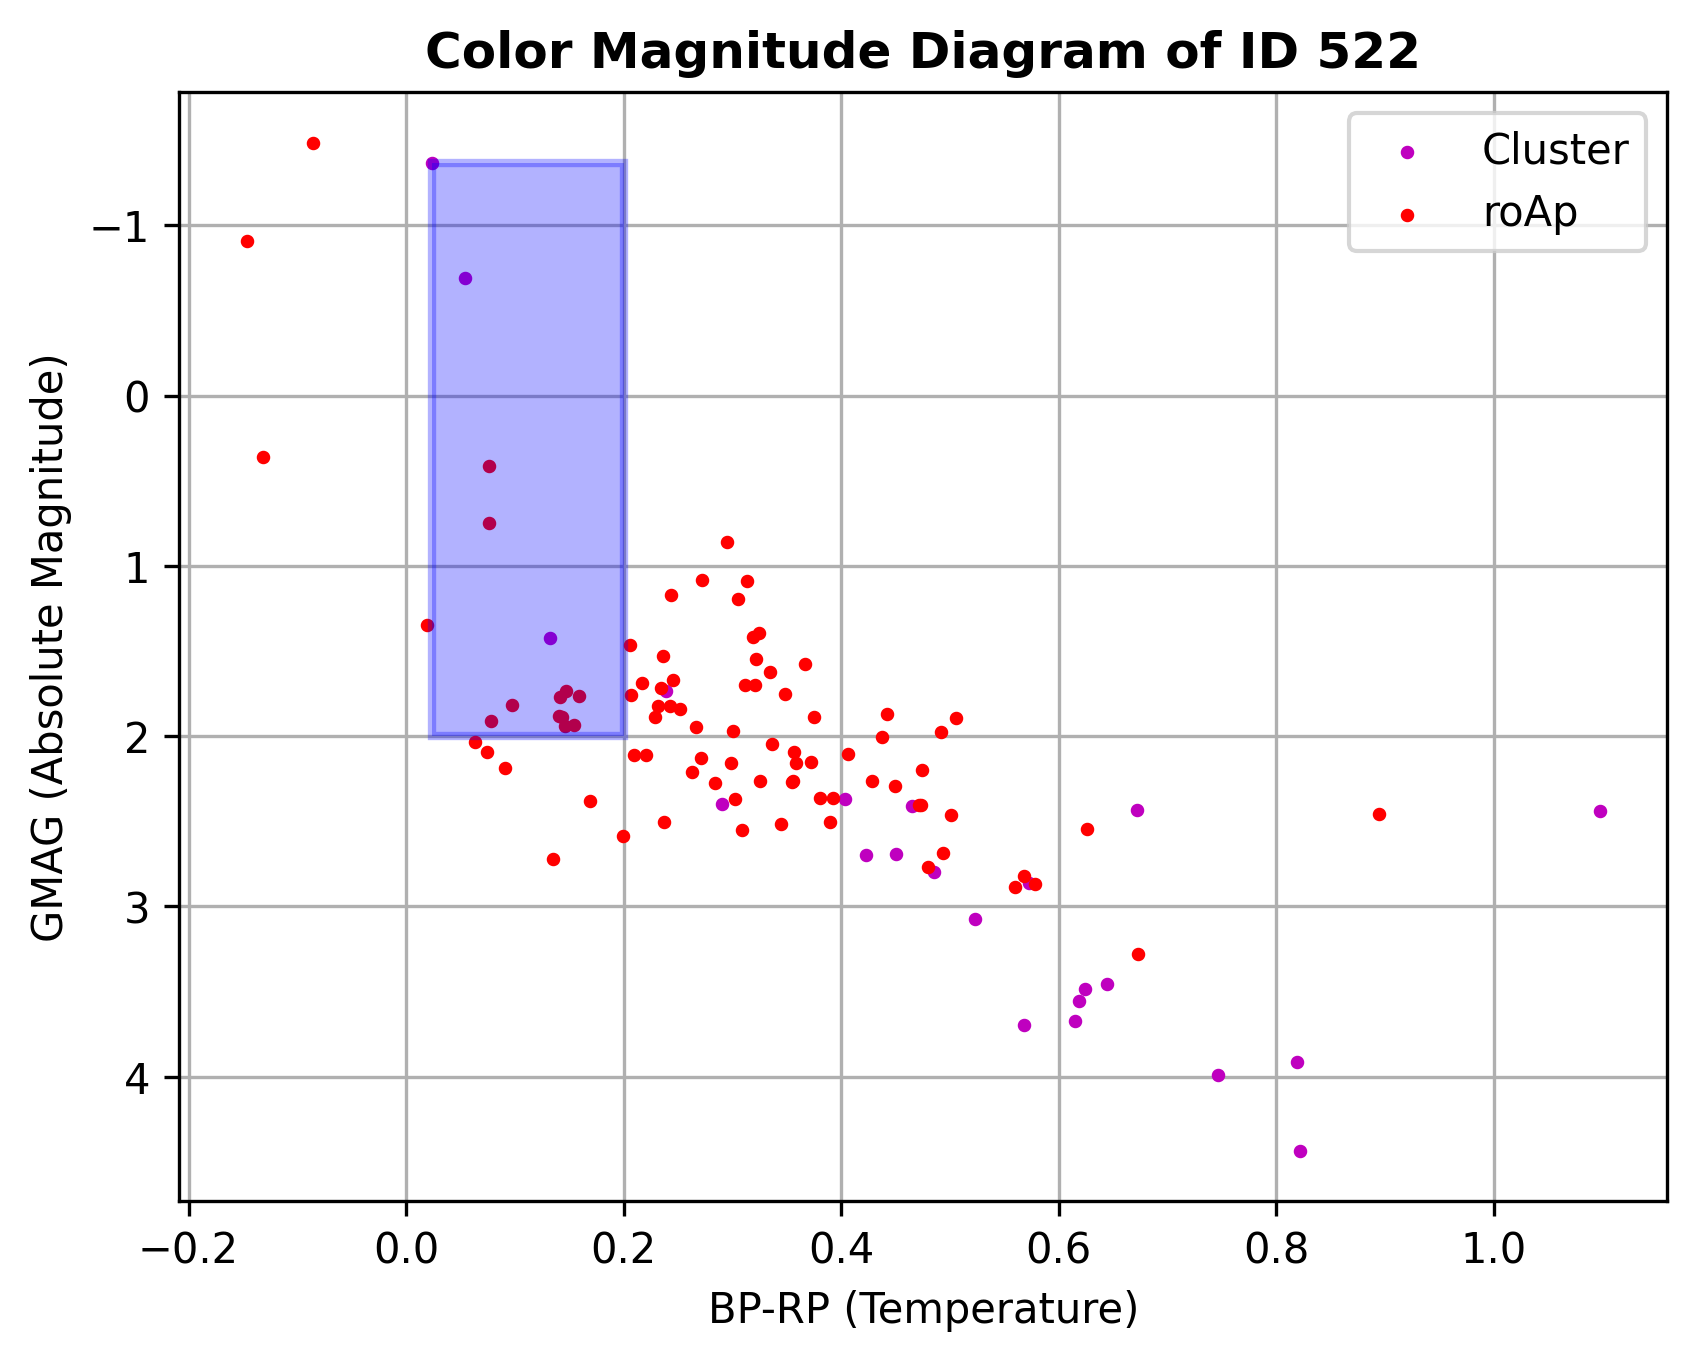 Color Magnitude Diagram of ID 522
Cluster
roAp
GMAG (Absolute Magnitude)
−1
0
1
2
3
4
−0.2 0.0 0.2 0.4 0.6 0.8 1.0
BP-RP (Temperature)